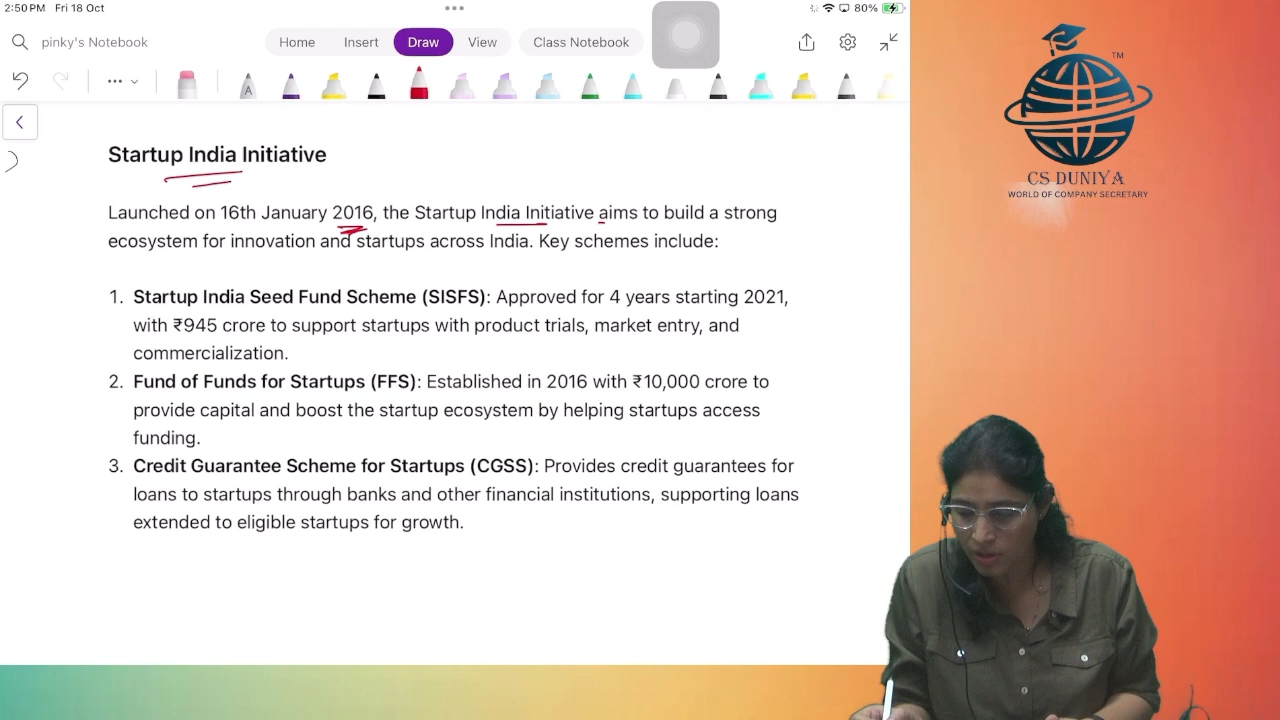 2:50 PM Fri 18 Oct
80%
pinky's Notebook
Home Insert Draw View Class Notebook
A
Startup India Initiative
Launched on 16th January 2016, the Startup India Initiative aims to build a strong
ecosystem for innovation and startups across India. Key schemes include:
1. Startup India Seed Fund Scheme (SISFS): Approved for 4 years starting 2021,
with ₹945 crore to support startups with product trials, market entry, and
commercialization.
2. Fund of Funds for Startups (FFS): Established in 2016 with ₹10,000 crore to
provide capital and boost the startup ecosystem by helping startups access
funding.
3. Credit Guarantee Scheme for Startups (CGSS): Provides credit guarantees for
loans to startups through banks and other financial institutions, supporting loans
extended to eligible startups for growth.
TM
CS DUNIYA
WORLD OF COMPANY SECRETARY